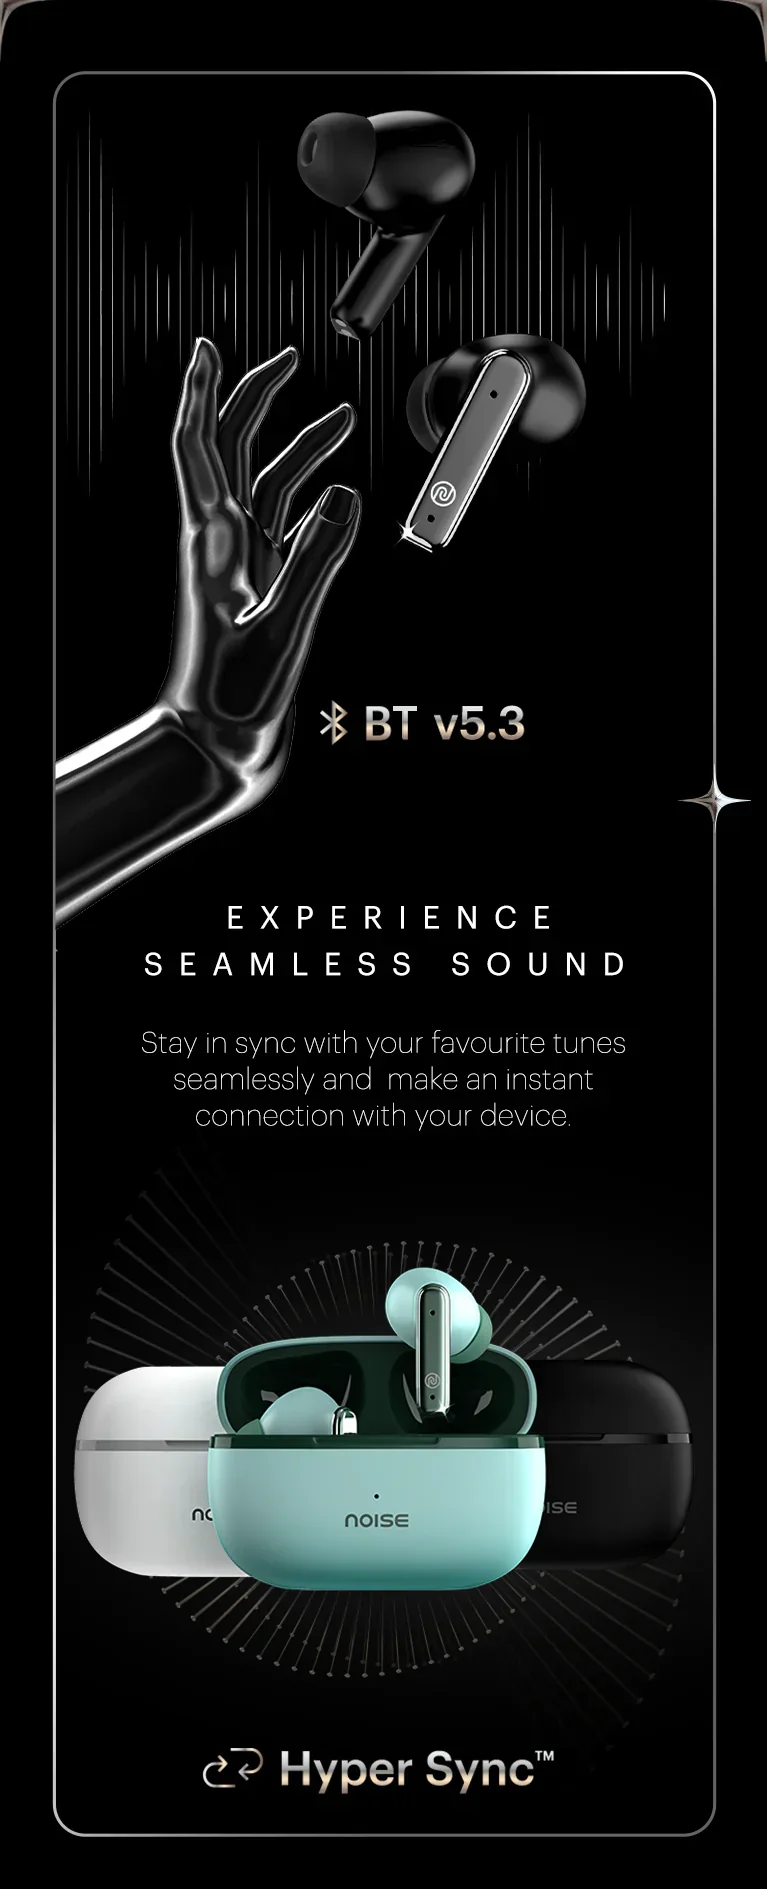 BT v5.3
EXPERIENCE
SEAMLESS SOUND
Stay in sync with your favourite tunes
seamlessly and make an instant
connection with your device.
NOISE
Hyper Sync™